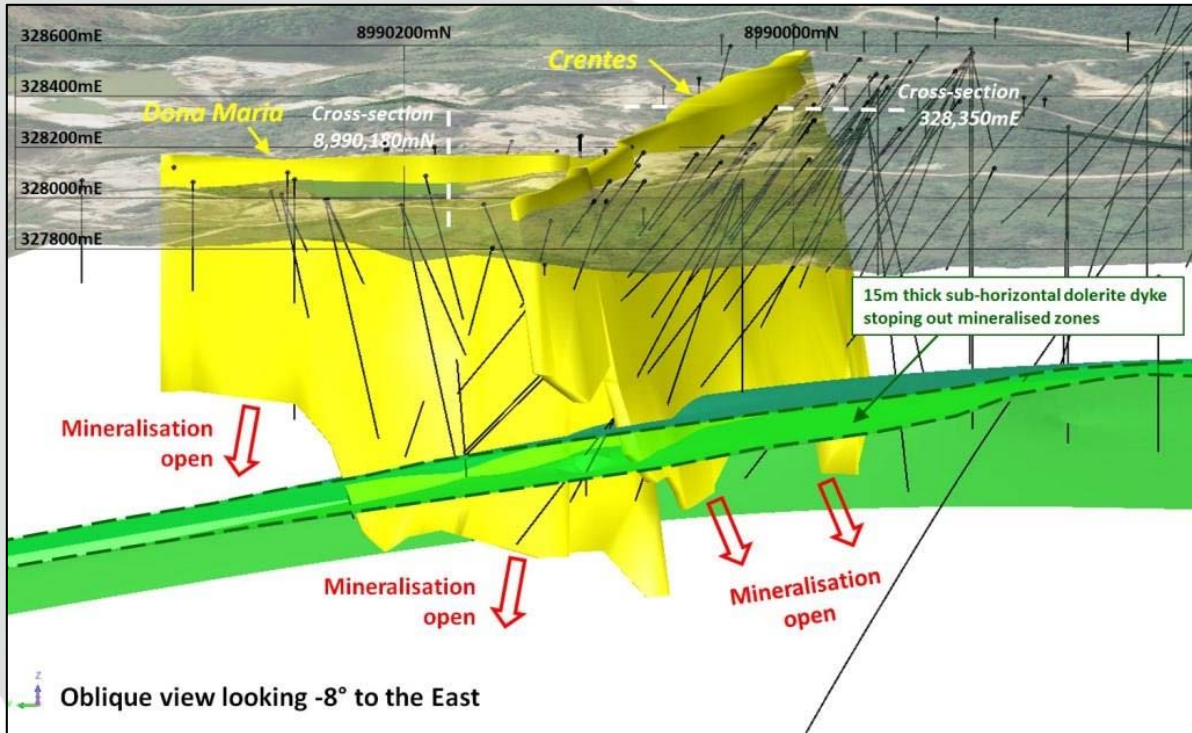 328600mE
8990200mN
8990000mN
328400mE
Crentes
Dona Maria
Cross-section
8,990,180mN
Cross-section
328,350mE
328200mE
328000mE
327800mE
15m thick sub-horizontal dolerite dyke
stoping out mineralised zones
Mineralisation
open
Mineralisation
open
Mineralisation
open
z
Oblique view looking -8° to the East